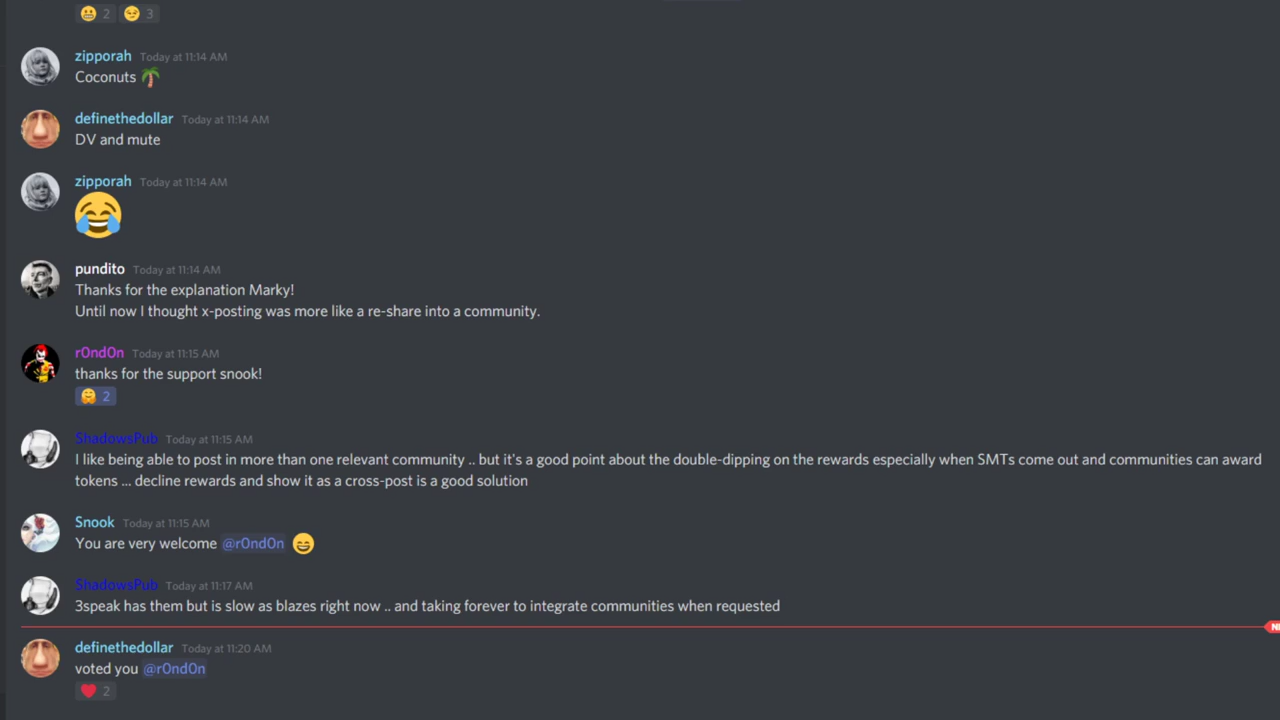 2 3
zipporah Today at 11:14 AM
Coconuts
definethedollar Today at 11:14 AM
DV and mute
zipporah Today at 11:14 AM
pundito Today at 11:14 AM
Thanks for the explanation Marky!
Until now I thought x-posting was more like a re-share into a community.
r0nd0n Today at 11:15 AM
thanks for the support snook!
2
ShadowsPub Today at 11:15 AM
I like being able to post in more than one relevant community .. but it's a good point about the double-dipping on the rewards especially when SMTs come out and communities can award
tokens ... decline rewards and show it as a cross-post is a good solution
Snook Today at 11:15 AM
You are very welcome @r0nd0n
ShadowsPub Today at 11:17 AM
3speak has them but is slow as blazes right now .. and taking forever to integrate communities when requested
definethedollar Today at 11:20 AM
voted you @r0nd0n
2